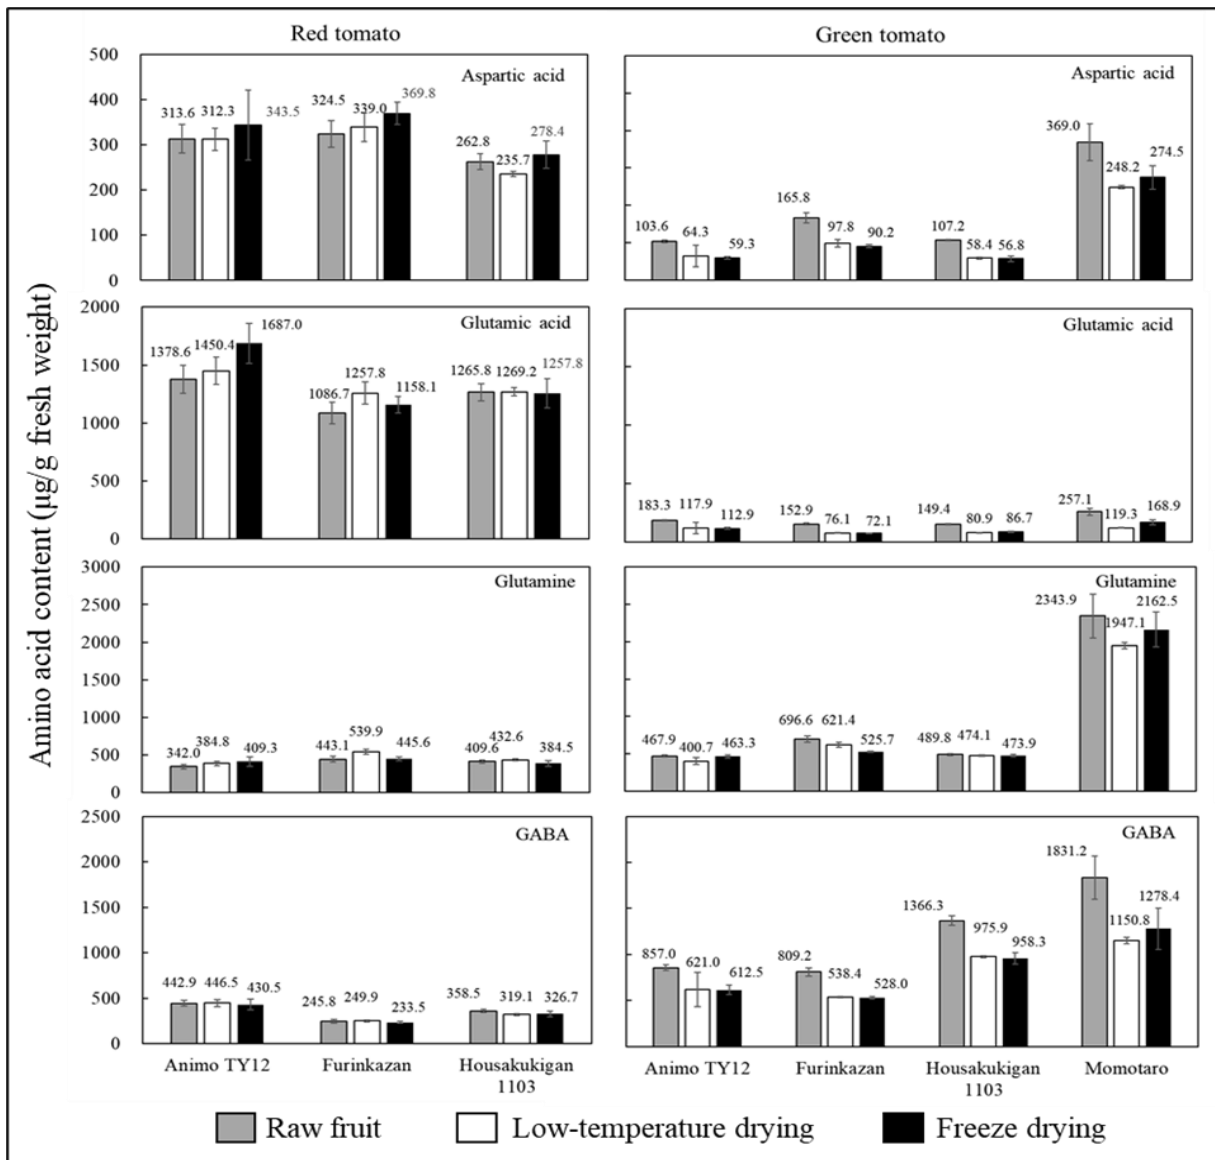 Red tomato
Green tomato
Amino acid content (µg/g fresh weight)
500
400
300
200
100
0
Aspartic acid
313.6 312.3 343.5
324.5 339.0 369.8
262.8 235.7 278.4
Aspartic acid
103.6 64.3 59.3
165.8 97.8 90.2
107.2 58.4 56.8
369.0 248.2 274.5
2000
1500
1000
500
0
Glutamic acid
1378.6 1450.4 1687.0
1086.7 1257.8 1158.1
1265.8 1269.2 1257.8
Glutamic acid
183.3 117.9 112.9
152.9 76.1 72.1
149.4 80.9 86.7
257.1 119.3 168.9
3000
2500
2000
1500
1000
500
0
Glutamine
342.0 384.8 409.3
443.1 539.9 445.6
409.6 432.6 384.5
Glutamine
467.9 400.7 463.3
696.6 621.4 525.7
489.8 474.1 473.9
2343.9 1947.1 2162.5
2500
2000
1500
1000
500
0
GABA
442.9 446.5 430.5
245.8 249.9 233.5
358.5 319.1 326.7
GABA
857.0 621.0 612.5
809.2 538.4 528.0
1366.3 975.9 958.3
1831.2 1150.8 1278.4
Animo TY12
Furinkazan
Housakukigan
1103
Animo TY12
Furinkazan
Housakukigan
1103
Momotaro
Raw fruit
Low-temperature drying
Freeze drying